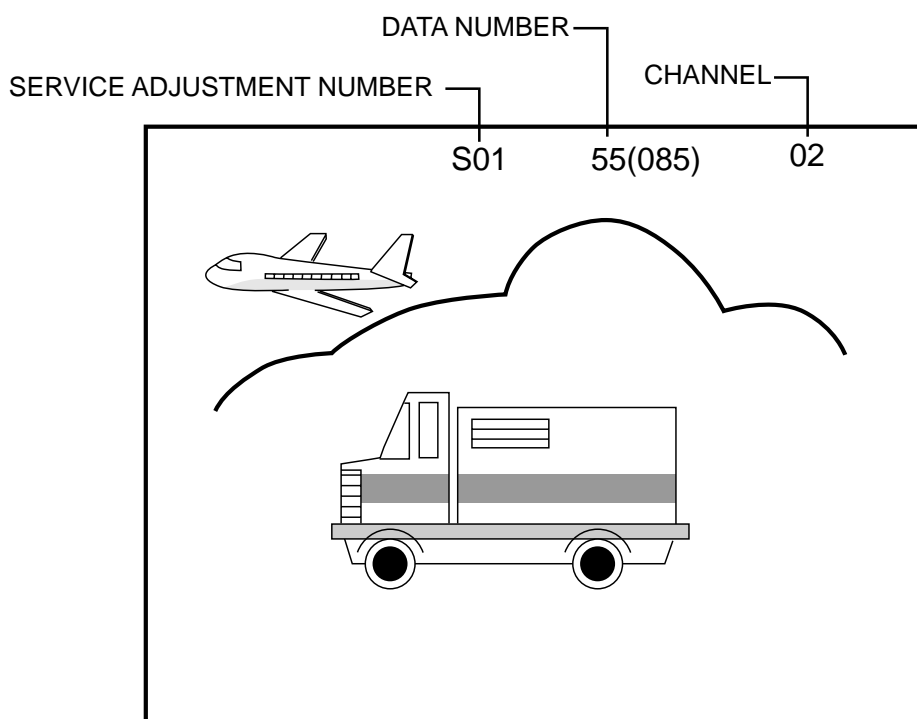 DATA NUMBER
CHANNEL
SERVICE ADJUSTMENT NUMBER
S01 55(085) 02